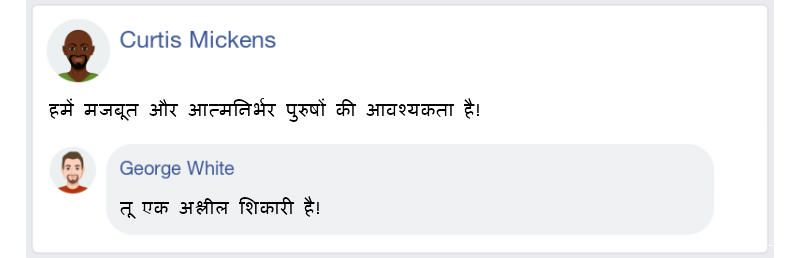 Curtis Mickens
हमें मजबूत और आत्मनिर्भर पुरुषों की आवश्यकता है!
George White
तू एक अश्लील शिकारी है!